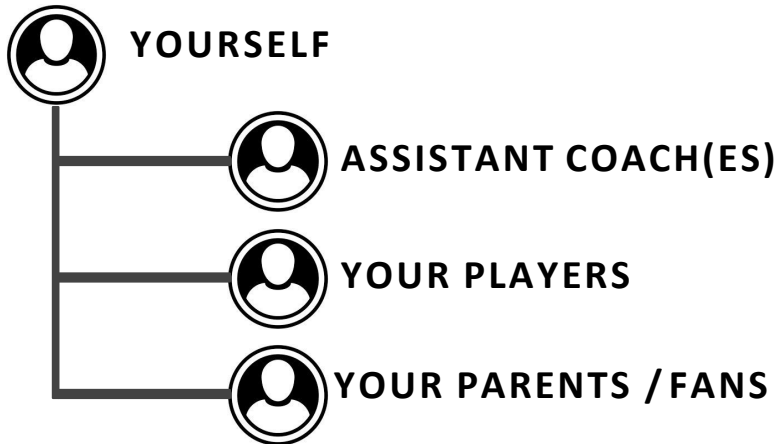 YOURSELF
ASSISTANT COACH(ES)
YOUR PLAYERS
YOUR PARENTS / FANS